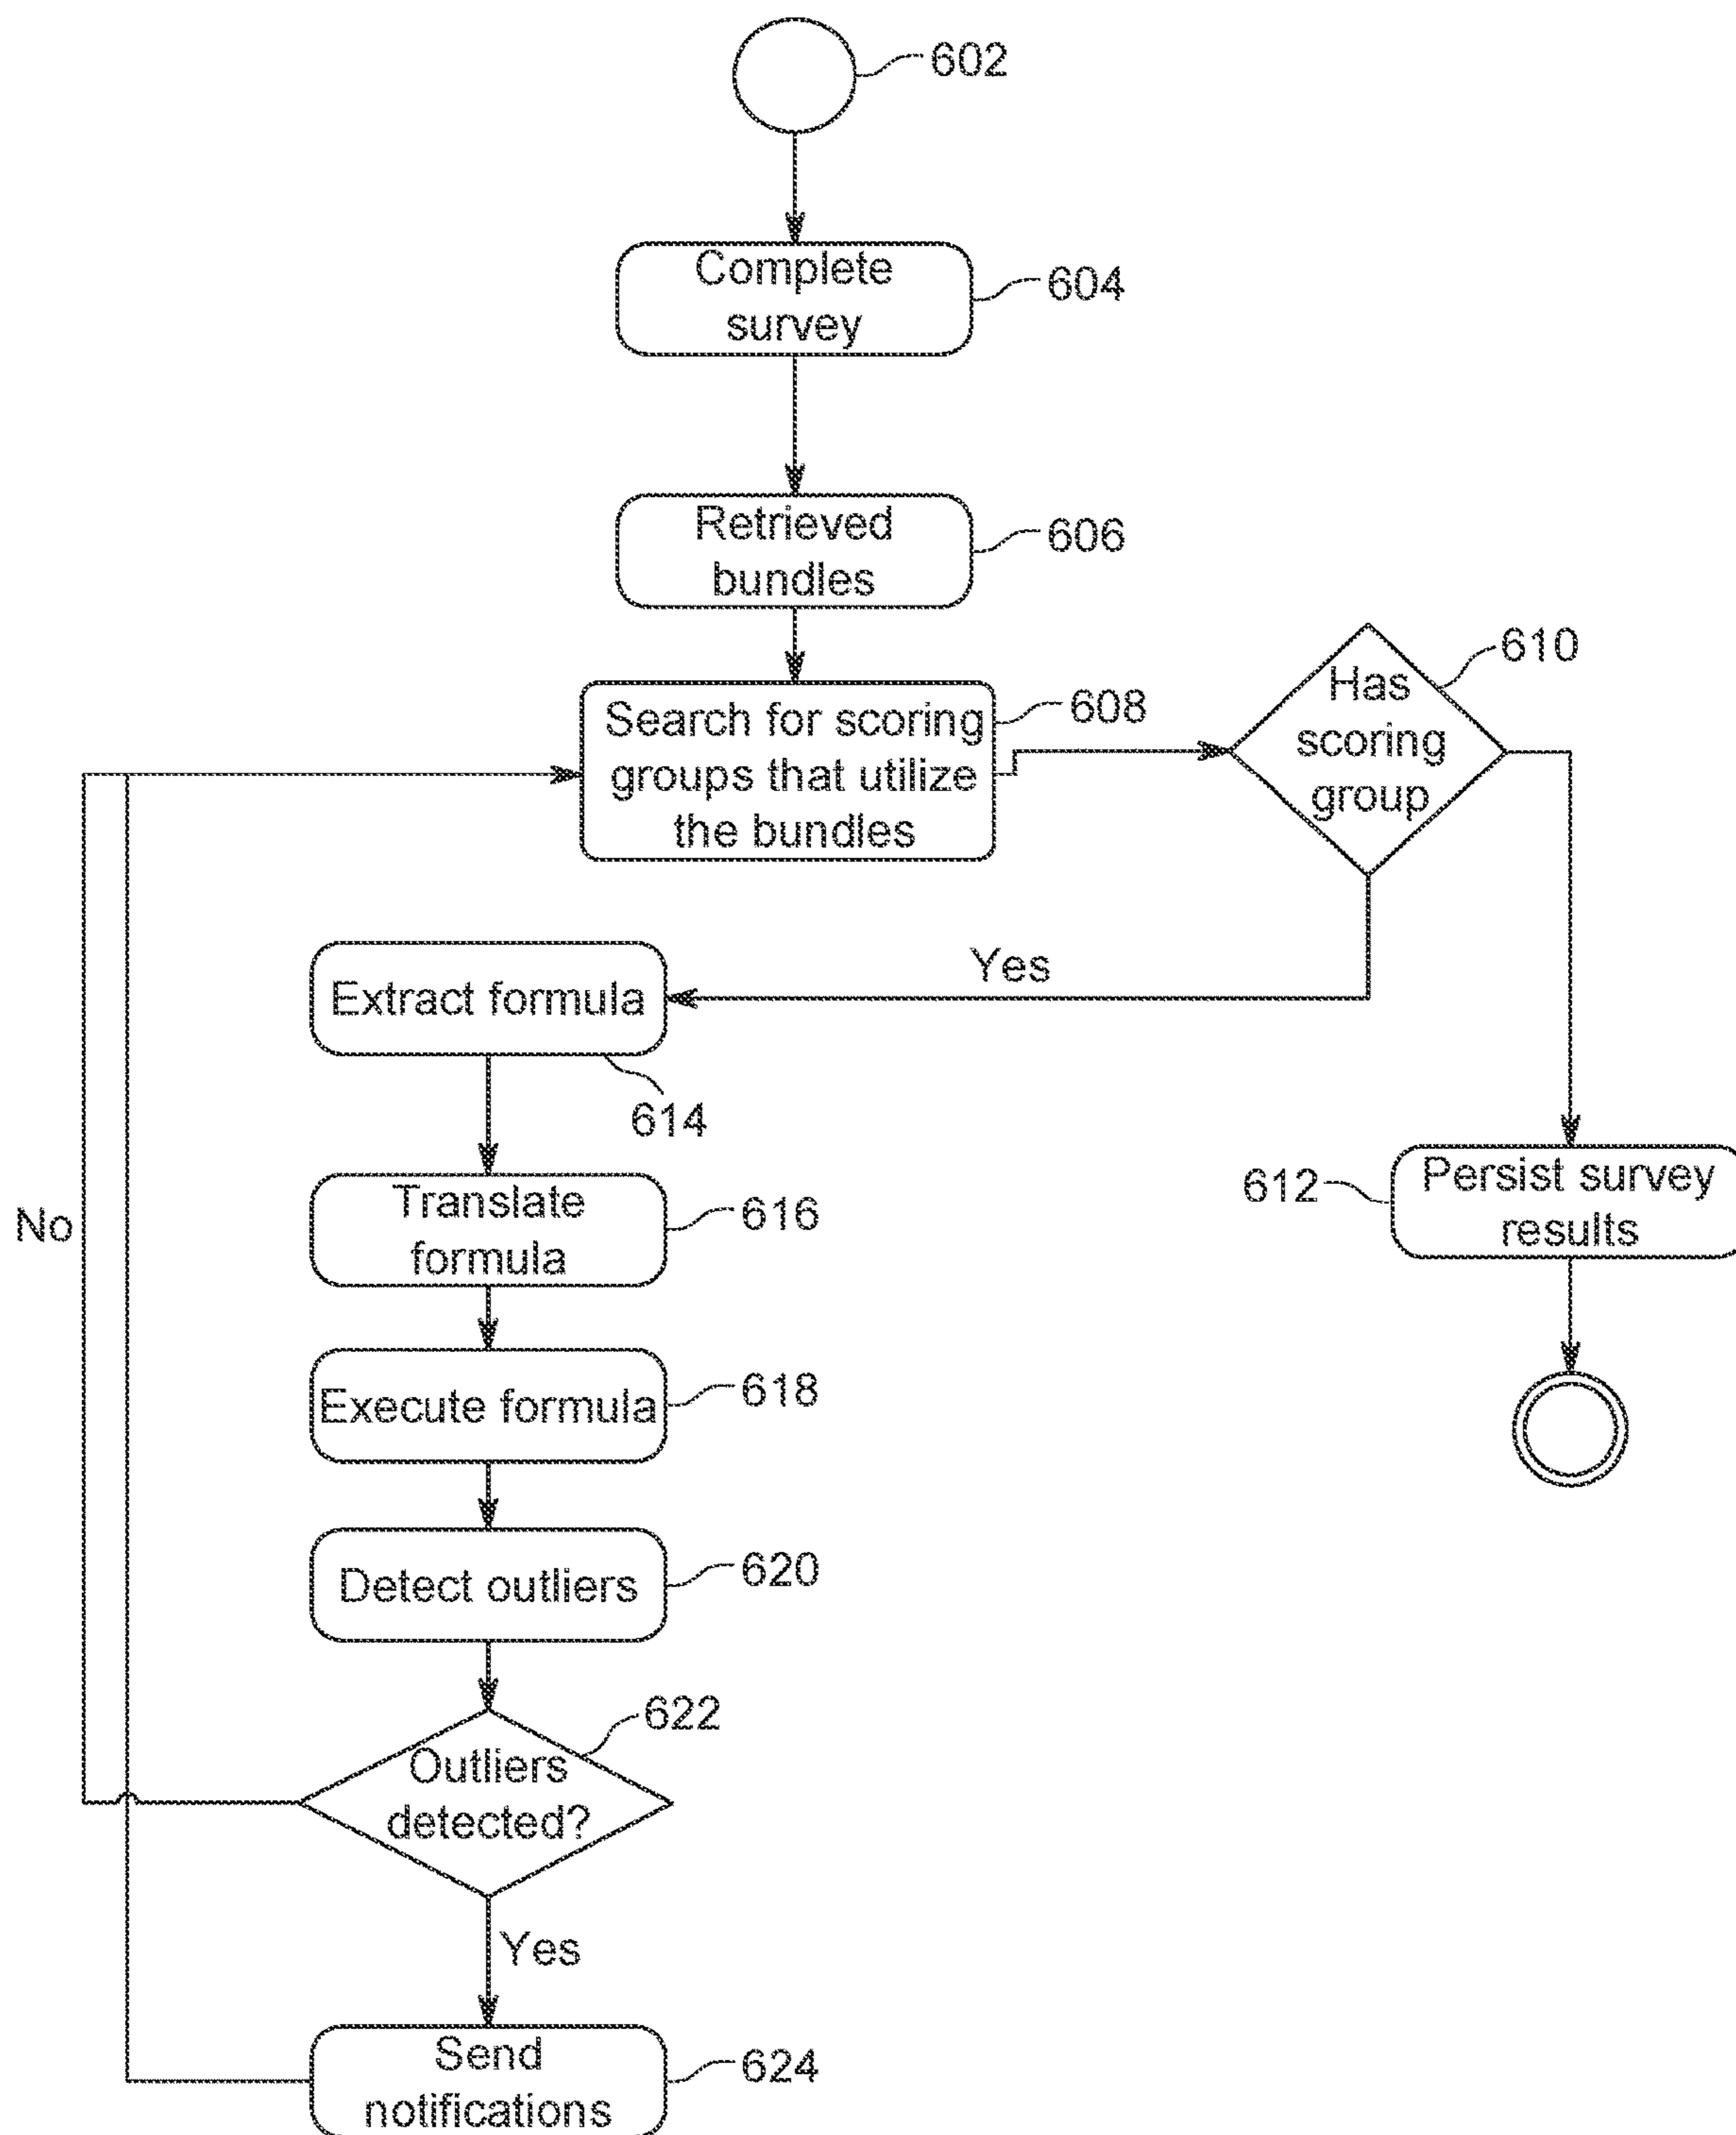 602
Complete
survey
604
Retrieved
bundles
606
Search for scoring
groups that utilize
the bundles
608
Has
scoring
group
610
Yes
Extract formula
614
Persist survey
results
612
Translate
formula
616
No
Execute formula
618
Detect outliers
620
Outliers
detected?
622
Yes
Send
notifications
624